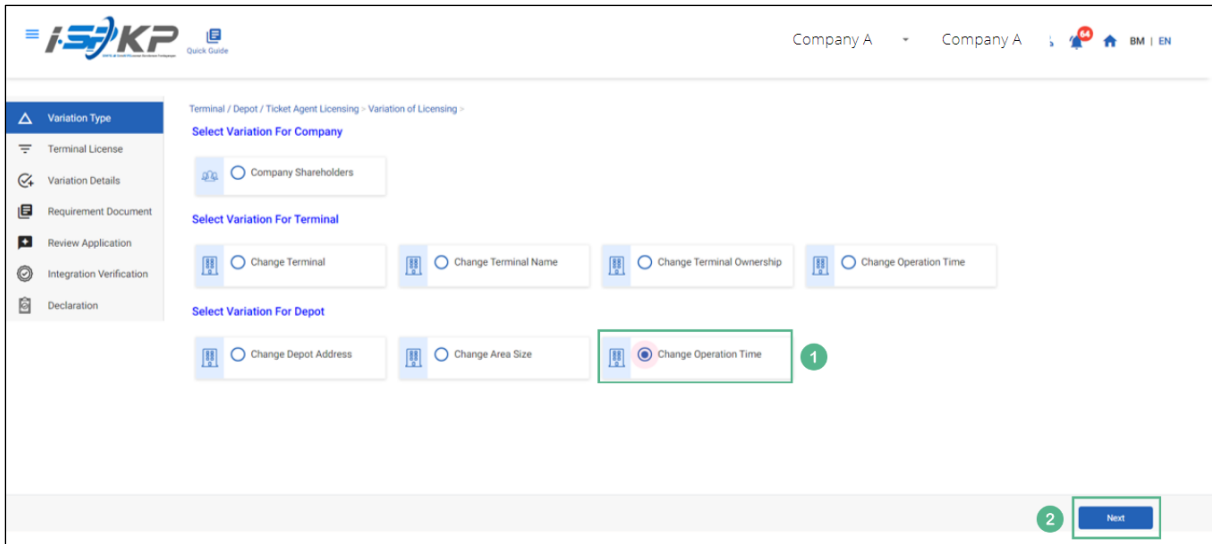 i-SPKP
Quick Guide
Company A
Company A
64
BM | EN
Variation Type
Terminal License
Variation Details
Requirement Document
Review Application
Integration Verification
Declaration
Terminal / Depot / Ticket Agent Licensing > Variation of Licensing >
Select Variation For Company
Company Shareholders
Select Variation For Terminal
Change Terminal
Change Terminal Name
Change Terminal Ownership
Change Operation Time
Select Variation For Depot
Change Depot Address
Change Area Size
Change Operation Time
1
2
Next